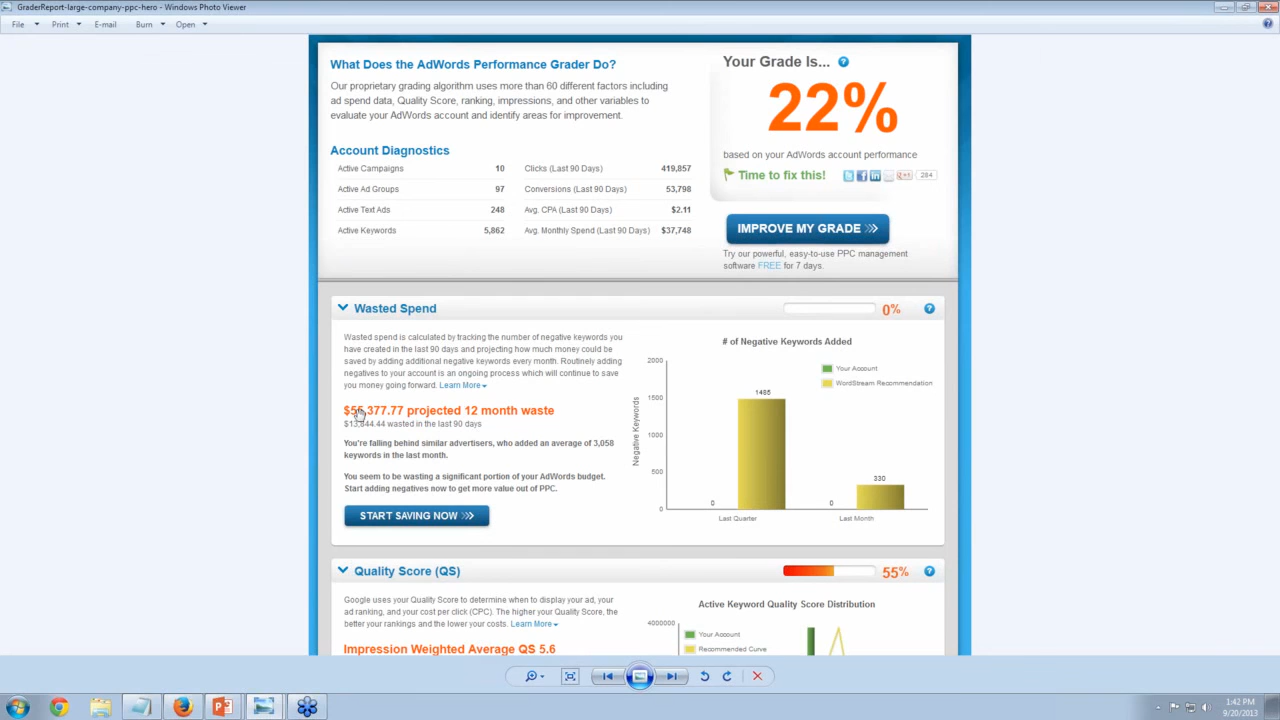 GraderReport-large-company-ppc-hero - Windows Photo Viewer
File Print E-mail Burn Open
What Does the AdWords Performance Grader Do?
Our proprietary grading algorithm uses more than 60 different factors including
ad spend data, Quality Score, ranking, impressions, and other variables to
evaluate your AdWords account and identify areas for improvement.
Account Diagnostics
Active Campaigns 10 Clicks (Last 90 Days) 419,857
Active Ad Groups 97 Conversions (Last 90 Days) 53,798
Active Text Ads 248 Avg. CPA (Last 90 Days) $2.11
Active Keywords 5,862 Avg. Monthly Spend (Last 90 Days) $37,748
Your Grade Is... ?
22%
based on your AdWords account performance
Time to fix this! 284
IMPROVE MY GRADE >>>
Try our powerful, easy-to-use PPC management
software FREE for 7 days.
Wasted Spend 0% ?
Wasted spend is calculated by tracking the number of negative keywords you
have created in the last 90 days and projecting how much money could be
saved by adding additional negative keywords every month. Routinely adding
negatives to your account is an ongoing process which will continue to save
you money going forward. Learn More
$55,377.77 projected 12 month waste
$13,844.44 wasted in the last 90 days
You're falling behind similar advertisers, who added an average of 3,058
keywords in the last month.
You seem to be wasting a significant portion of your AdWords budget.
Start adding negatives now to get more value out of PPC.
START SAVING NOW >>>
# of Negative Keywords Added
Your Account
WordStream Recommendation
Negative Keywords
2000
1500
1000
500
0
0 1485 0 330
Last Quarter Last Month
Quality Score (QS) 55% ?
Google uses your Quality Score to determine when to display your ad, your
ad ranking, and your cost per click (CPC). The higher your Quality Score, the
better your rankings and the lower your costs. Learn More
Impression Weighted Average QS 5.6
Active Keyword Quality Score Distribution
4000000
Your Account
Recommended Curve
1:42 PM
9/20/2013